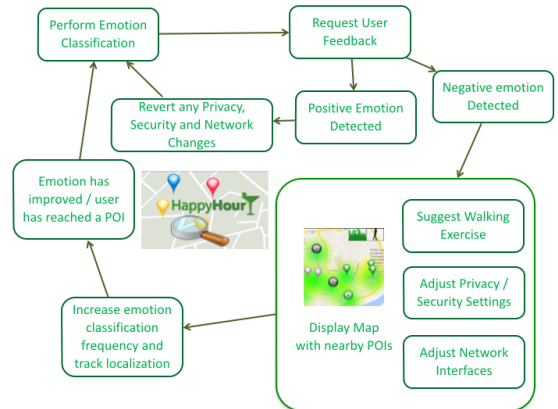 Perform Emotion
Classification
Request User
Feedback
Negative emotion
Detected
Positive Emotion
Detected
Revert any Privacy,
Security and Network
Changes
Emotion has
improved / user
has reached a POI
HappyHour
Suggest Walking
Exercise
Adjust Privacy /
Security Settings
Adjust Network
Interfaces
Display Map
with nearby POIs
Increase emotion
classification
frequency and
track localization